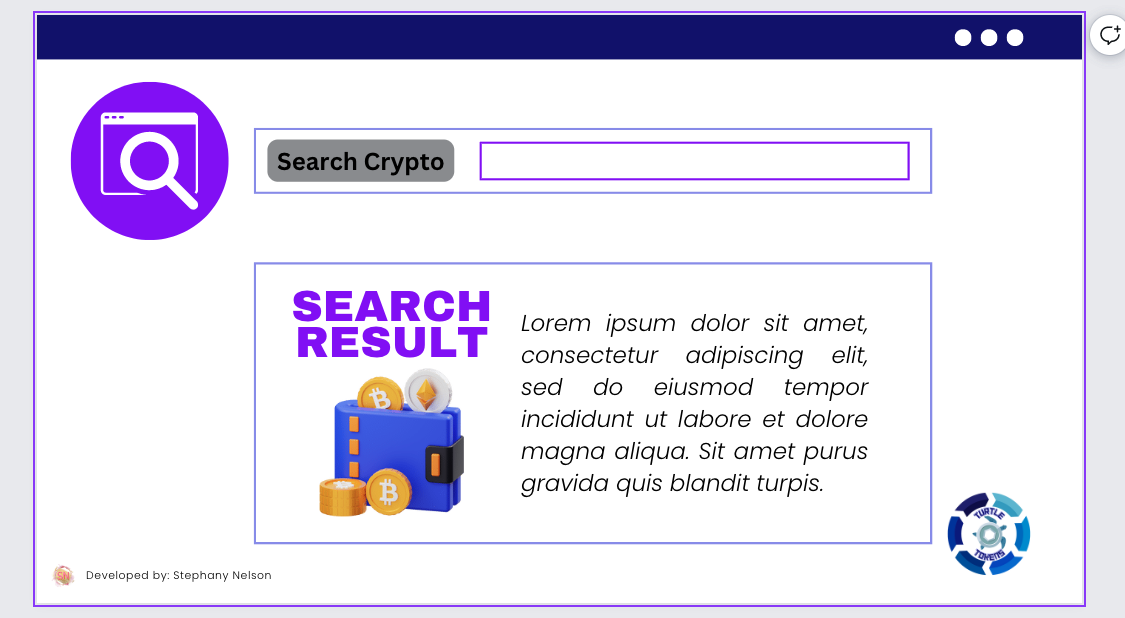 Search Crypto
SEARCH
RESULT
Lorem ipsum dolor sit amet,
consectetur adipiscing elit,
sed do eiusmod tempor
incididunt ut labore et dolore
magna aliqua. Sit amet purus
gravida quis blandit turpis.
TURTLE
TOKENS
SN
Developed by: Stephany Nelson